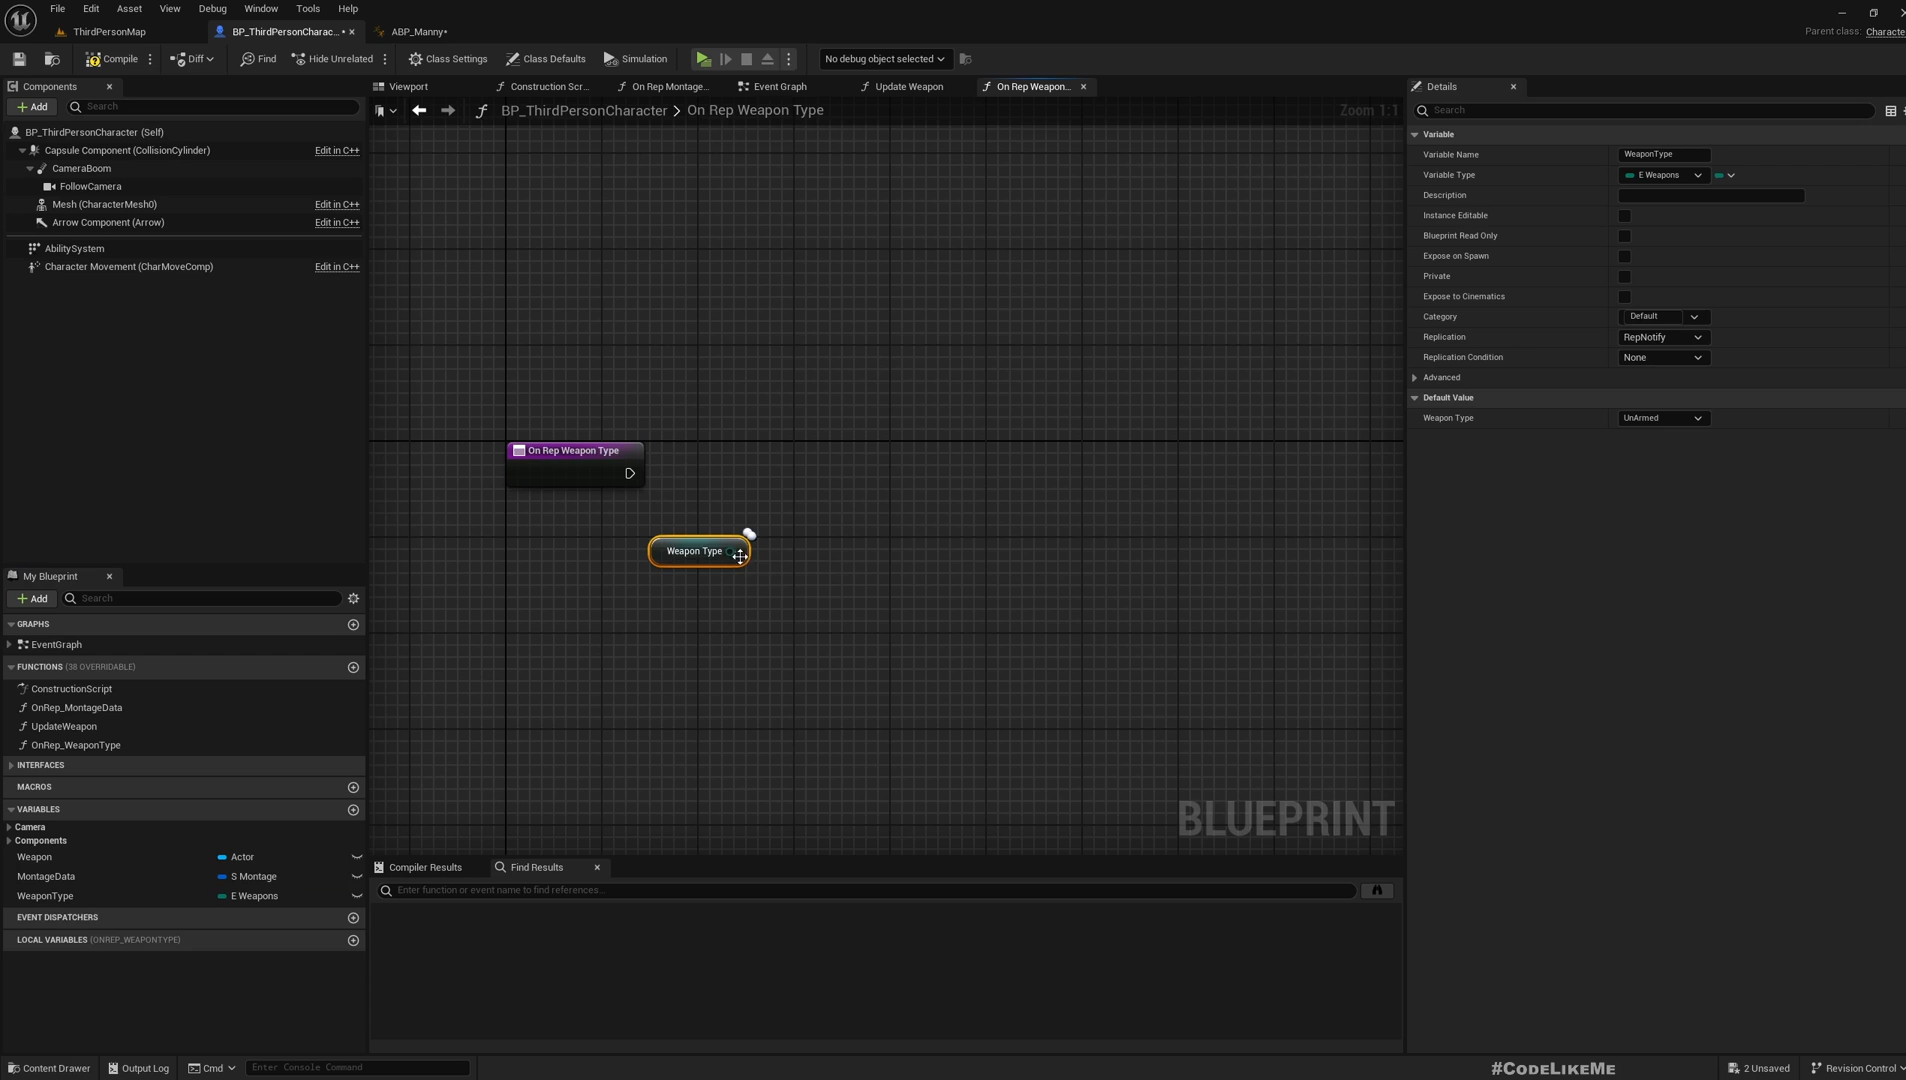 File Edit Asset View Debug Window Tools Help
ThirdPersonMap BP_ThirdPersonCharac... • ABP_Manny•
Parent class: Characte
Compile Diff Find Hide Unrelated Class Settings Class Defaults Simulation No debug object selected
Components
Add Search
BP_ThirdPersonCharacter (Self)
Capsule Component (CollisionCylinder) Edit in C++
CameraBoom
FollowCamera
Mesh (CharacterMesh0) Edit in C++
Arrow Component (Arrow) Edit in C++
AbilitySystem
Character Movement (CharMoveComp) Edit in C++
My Blueprint
Add Search
GRAPHS
EventGraph
FUNCTIONS (38 OVERRIDABLE)
ConstructionScript
OnRep_MontageData
UpdateWeapon
OnRep_WeaponType
INTERFACES
MACROS
VARIABLES
Camera
Components
Weapon Actor
MontageData S Montage
WeaponType E Weapons
EVENT DISPATCHERS
LOCAL VARIABLES (ONREP_WEAPONTYPE)
Viewport Construction Scr... On Rep Montage... Event Graph Update Weapon On Rep Weapon...
BP_ThirdPersonCharacter > On Rep Weapon Type Zoom 1:1
On Rep Weapon Type
Weapon Type
BLUEPRINT
Compiler Results Find Results
Enter function or event name to find references...
Details
Search
Variable
Variable Name WeaponType
Variable Type E Weapons
Description
Instance Editable
Blueprint Read Only
Expose on Spawn
Private
Expose to Cinematics
Category Default
Replication RepNotify
Replication Condition None
Advanced
Default Value
Weapon Type UnArmed
Content Drawer Output Log Cmd Enter Console Command #CodeLikeMe 2 Unsaved Revision Control